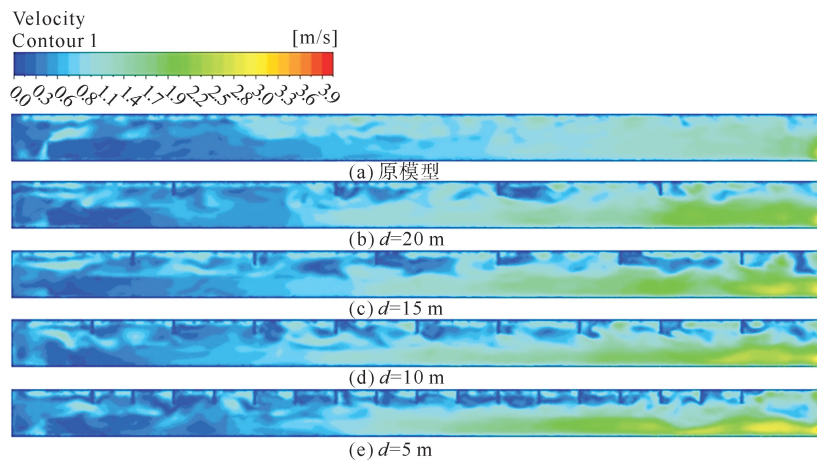 Velocity
Contour 1 [m/s]
0.0 0.3 0.6 0.8 1.1 1.4 1.7 1.9 2.2 2.5 2.8 3.0 3.3 3.6 3.9
(a) 原模型
(b) d=20 m
(c) d=15 m
(d) d=10 m
(e) d=5 m